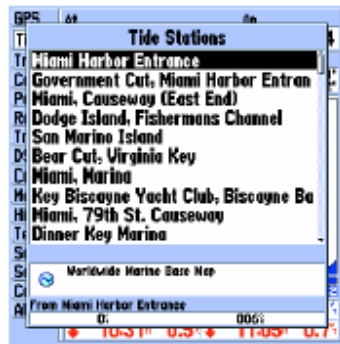 GPS At On
Tide Stations
Miami Harbor Entrance
Government Cut, Miami Harbor Entran
Miami, Causeway (East End)
Dodge Island, Fishermans Channel
San Marino Island
Bear Cut, Virginia Key
Miami, Marina
Key Biscayne Yacht Club, Biscayne Ba
Miami, 79th St. Causeway
Dinner Key Marina
Worldwide Marine Base Map
From Miami Harbor Entrance